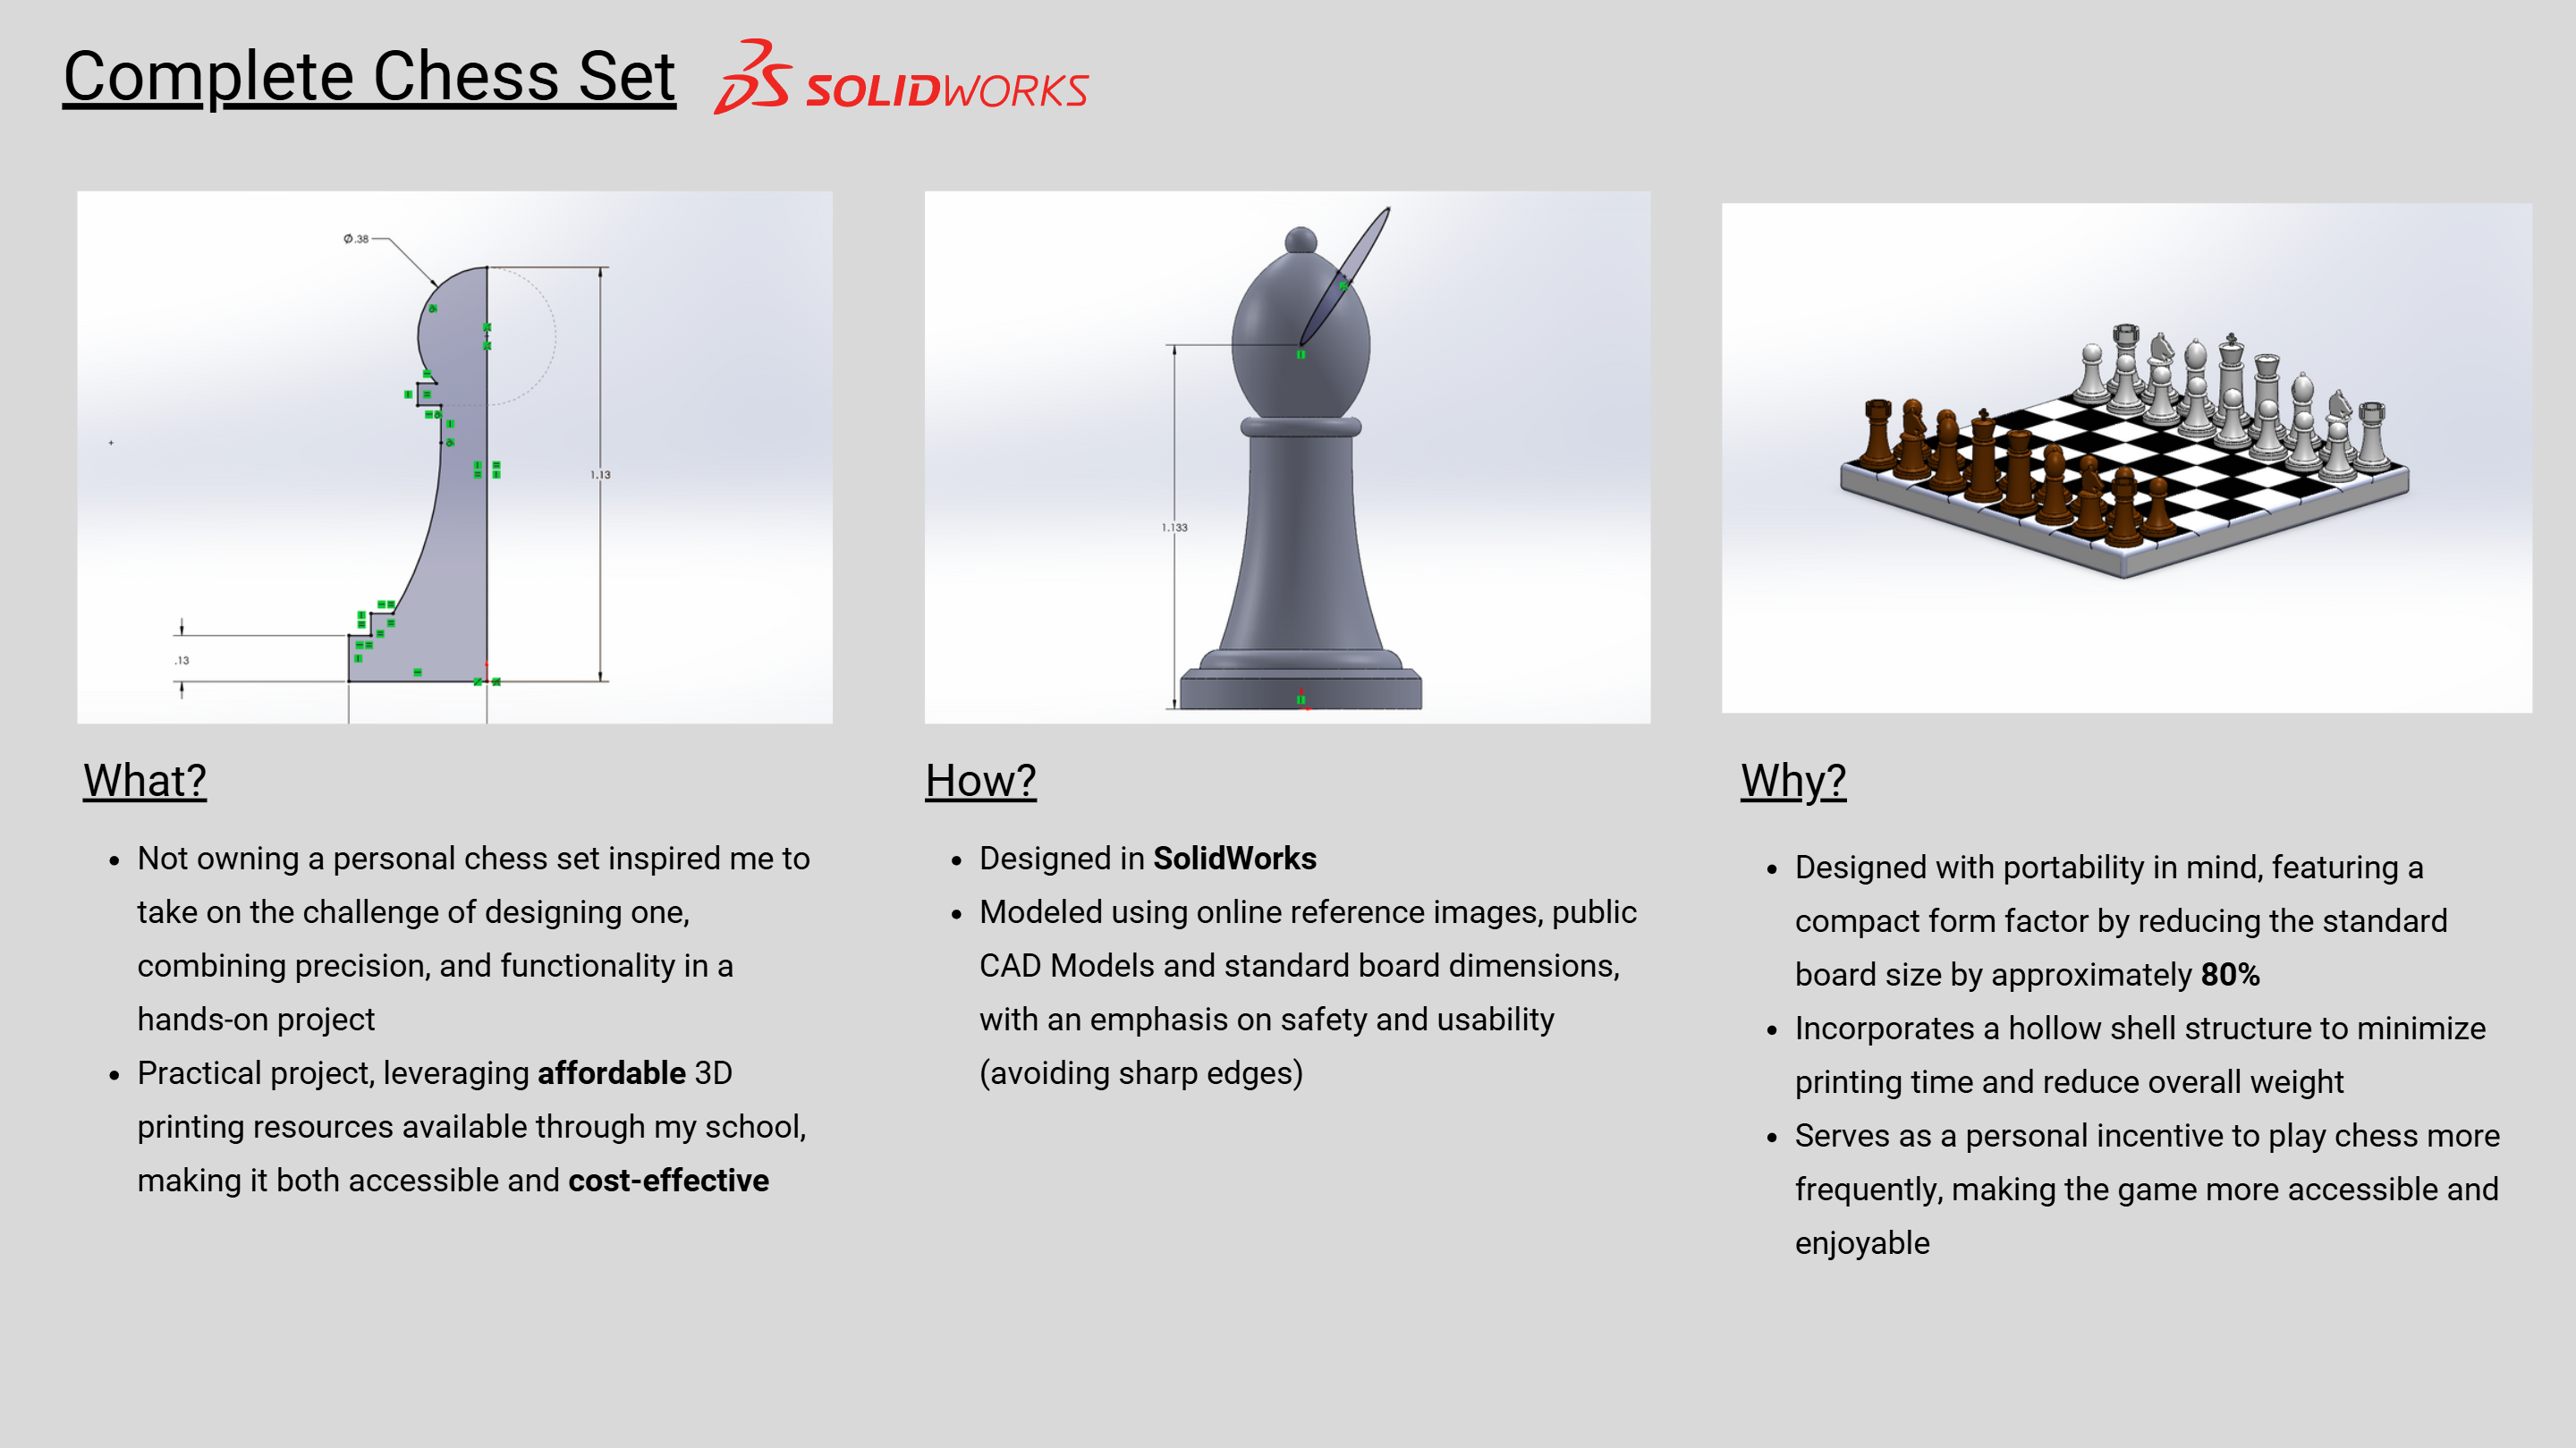 Complete Chess Set
3S SOLIDWORKS
Ø.38
1.13
.13
1.133
What?
• Not owning a personal chess set inspired me to
take on the challenge of designing one,
combining precision, and functionality in a
hands-on project
• Practical project, leveraging affordable 3D
printing resources available through my school,
making it both accessible and cost-effective
How?
• Designed in SolidWorks
• Modeled using online reference images, public
CAD Models and standard board dimensions,
with an emphasis on safety and usability
(avoiding sharp edges)
Why?
• Designed with portability in mind, featuring a
compact form factor by reducing the standard
board size by approximately 80%
• Incorporates a hollow shell structure to minimize
printing time and reduce overall weight
• Serves as a personal incentive to play chess more
frequently, making the game more accessible and
enjoyable